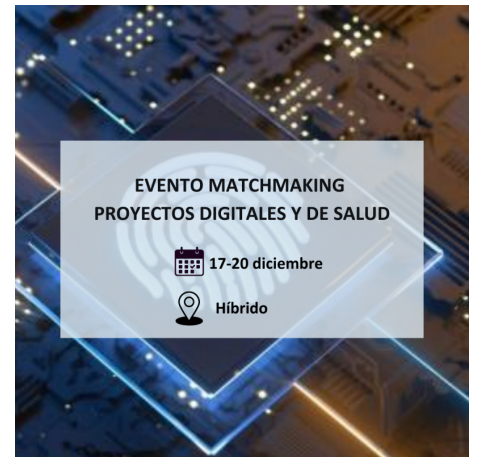 EVENTO MATCHMAKING
PROYECTOS DIGITALES Y DE SALUD
17-20 diciembre
Híbrido